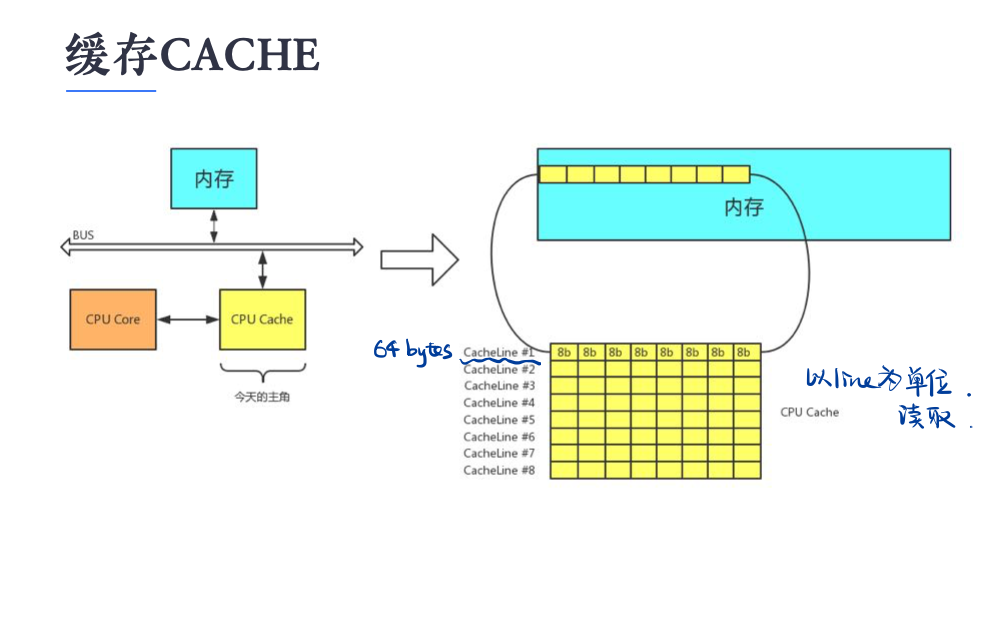 缓存CACHE
内存
BUS
CPU Core
CPU Cache
今天的主角
内存
64 bytes
CacheLine #1
8b 8b 8b 8b 8b 8b 8b 8b
CacheLine #2
CacheLine #3
CacheLine #4
CacheLine #5
CacheLine #6
CacheLine #7
CacheLine #8
CPU Cache
以line为单位.
读取.